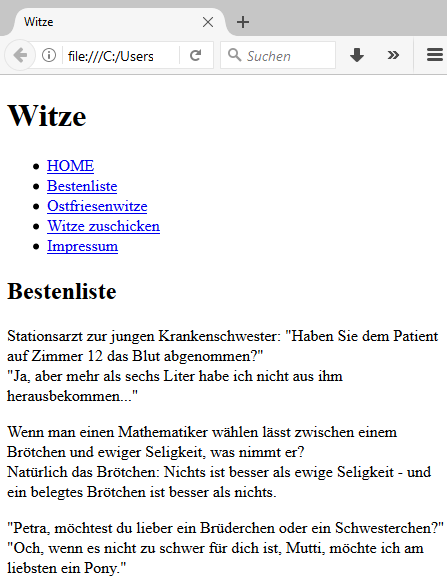 Witze
file:///C:/Users
Suchen
Witze
HOME
Bestenliste
Ostfriesenwitze
Witze zuschicken
Impressum
Bestenliste
Stationsarzt zur jungen Krankenschwester: "Haben Sie dem Patient
auf Zimmer 12 das Blut abgenommen?"
"Ja, aber mehr als sechs Liter habe ich nicht aus ihm
herausbekommen..."
Wenn man einen Mathematiker wählen lässt zwischen einem
Brötchen und ewiger Seligkeit, was nimmt er?
Natürlich das Brötchen: Nichts ist besser als ewige Seligkeit - und
ein belegtes Brötchen ist besser als nichts.
"Petra, möchtest du lieber ein Brüderchen oder ein Schwesterchen?"
"Och, wenn es nicht zu schwer für dich ist, Mutti, möchte ich am
liebsten ein Pony."